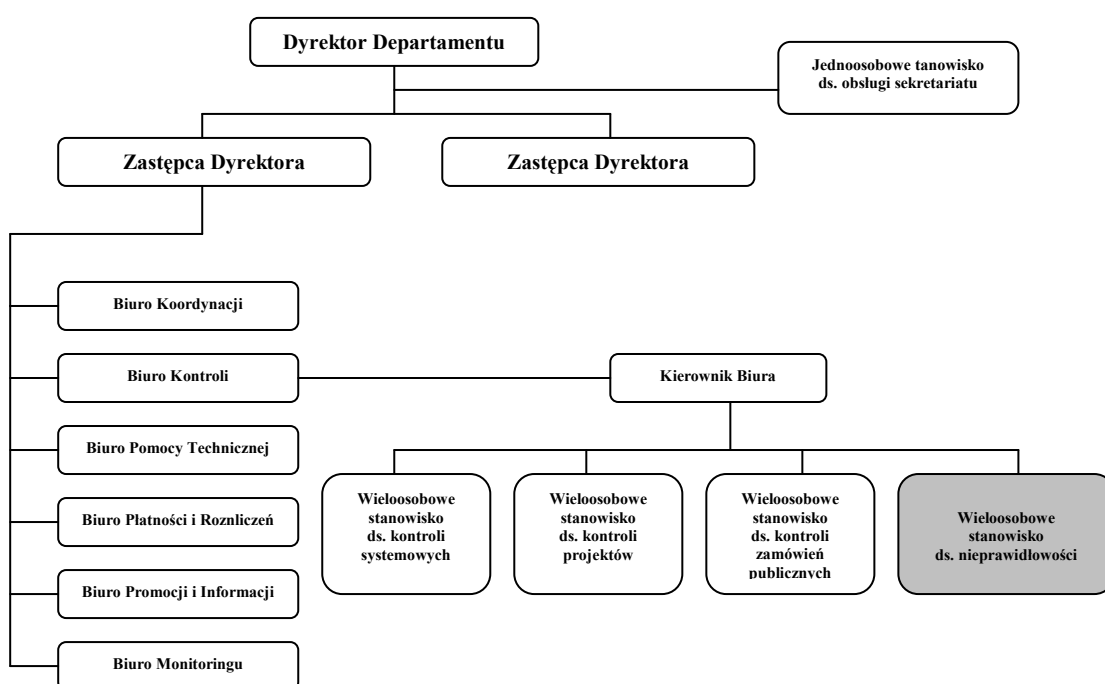 Dyrektor Departamentu
Jednoosobowe tanowisko
ds. obsługi sekretariatu
Zastępca Dyrektora
Zastępca Dyrektora
Biuro Koordynacji
Biuro Kontroli
Kierownik Biura
Biuro Pomocy Technicznej
Biuro Płatności i Roznliczeń
Biuro Promocji i Informacji
Biuro Monitoringu
Wieloosobowe
stanowisko
ds. kontroli
systemowych
Wieloosobowe
stanowisko
ds. kontroli
projektów
Wieloosobowe
stanowisko
ds. kontroli
zamówień
publicznych
Wieloosobowe
stanowisko
ds. nieprawidłowości